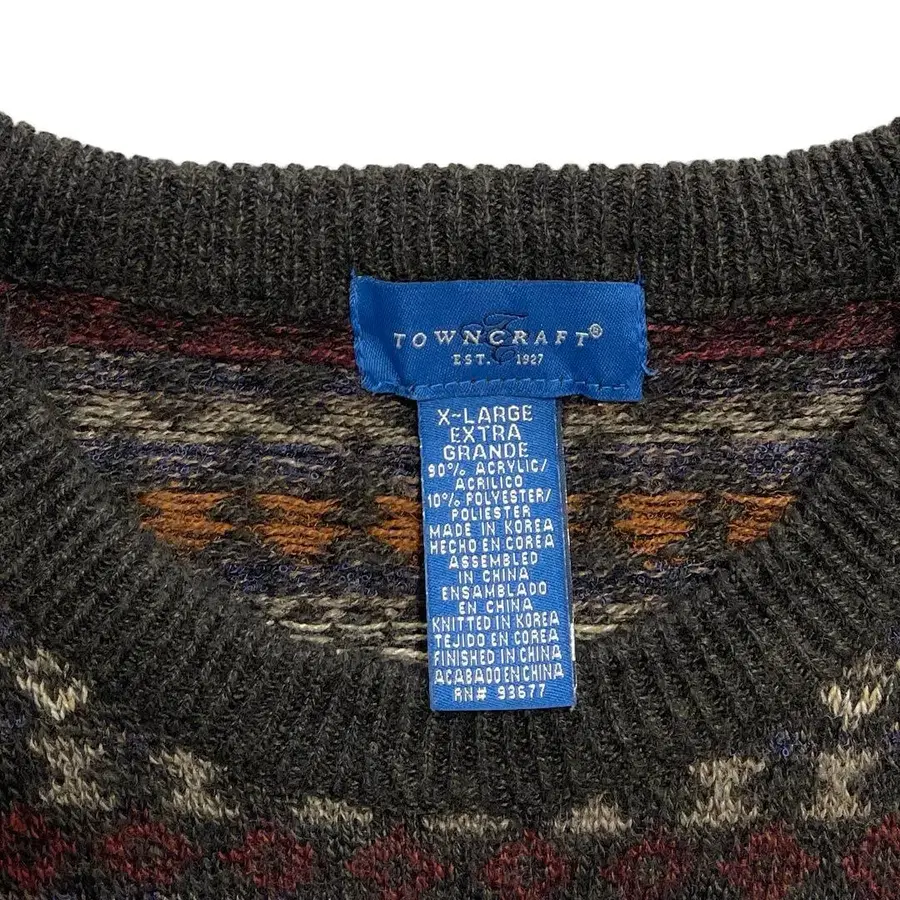 TOWNCRAFT®
EST. 1927
X-LARGE
EXTRA
GRANDE
90% ACRYLIC/
ACRILICO
10% POLYESTER/
POLIESTER
MADE IN KOREA
HECHO EN COREA
ASSEMBLED
IN CHINA
ENSAMBLADO
EN CHINA
KNITTED IN KOREA
TEJIDO EN COREA
FINISHED IN CHINA
ACABADO EN CHINA
RN# 93677